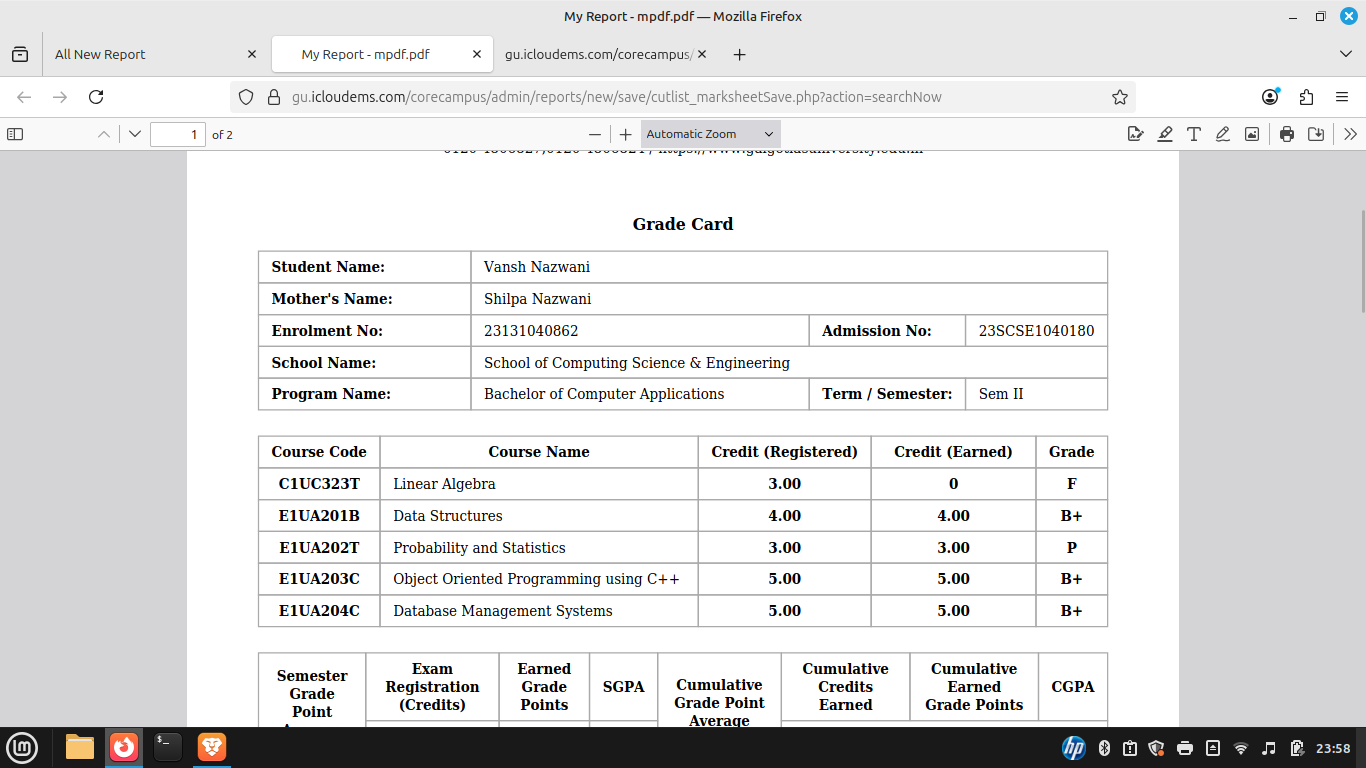 My Report - mpdf.pdf — Mozilla Firefox
All New Report
My Report - mpdf.pdf
gu.icloudems.com/corecampus/
gu.icloudems.com/corecampus/admin/reports/new/save/cutlist_marksheetSave.php?action=searchNow
1 of 2
Automatic Zoom
Grade Card
Student Name: Vansh Nazwani
Mother's Name: Shilpa Nazwani
Enrolment No: 23131040862 Admission No: 23SCSE1040180
School Name: School of Computing Science & Engineering
Program Name: Bachelor of Computer Applications Term / Semester: Sem II
Course Code Course Name Credit (Registered) Credit (Earned) Grade
C1UC323T Linear Algebra 3.00 0 F
E1UA201B Data Structures 4.00 4.00 B+
E1UA202T Probability and Statistics 3.00 3.00 P
E1UA203C Object Oriented Programming using C++ 5.00 5.00 B+
E1UA204C Database Management Systems 5.00 5.00 B+
Semester
Grade
Point
Exam
Registration
(Credits)
Earned
Grade
Points
SGPA
Cumulative
Grade Point
Average
Cumulative
Credits
Earned
Cumulative
Earned
Grade Points
CGPA
hp
23:58